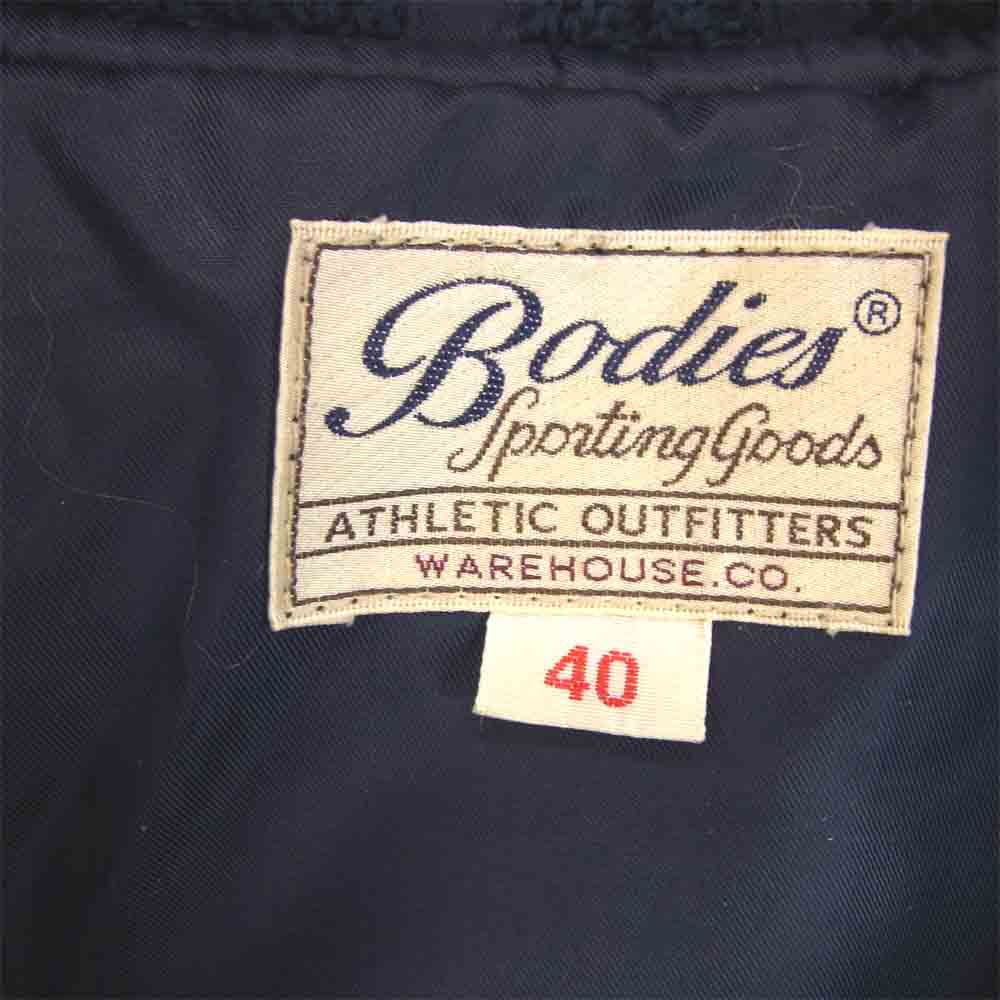 Bodies®
Sporting Goods
ATHLETIC OUTFITTERS
WAREHOUSE.CO.
40